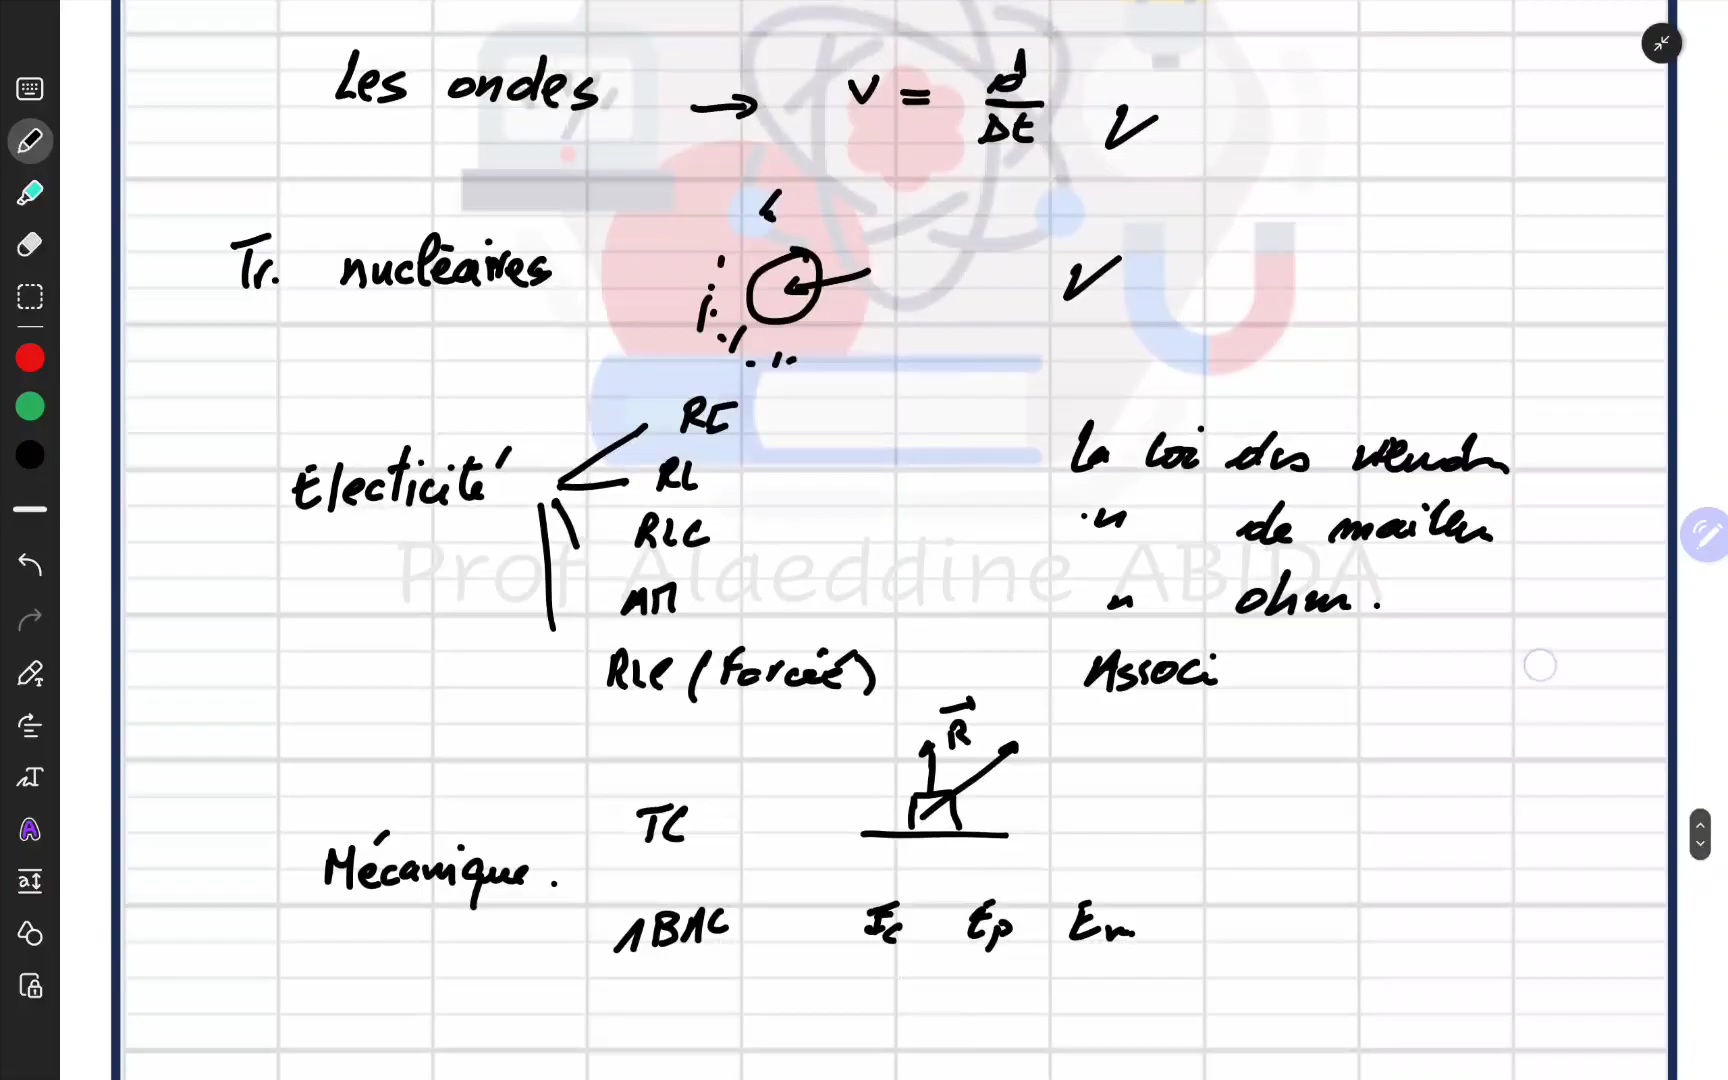 Les ondes → v = d/Δt
Tr. nucléaires
Electicité
RC
RL
RLC
AM
RLC (Forcée)
La loi des
" de mailles
" ohm.
Associ
Prof Alaeddine ABIDA
R
Mécanique.
TC
1BAC Ec Ep Em